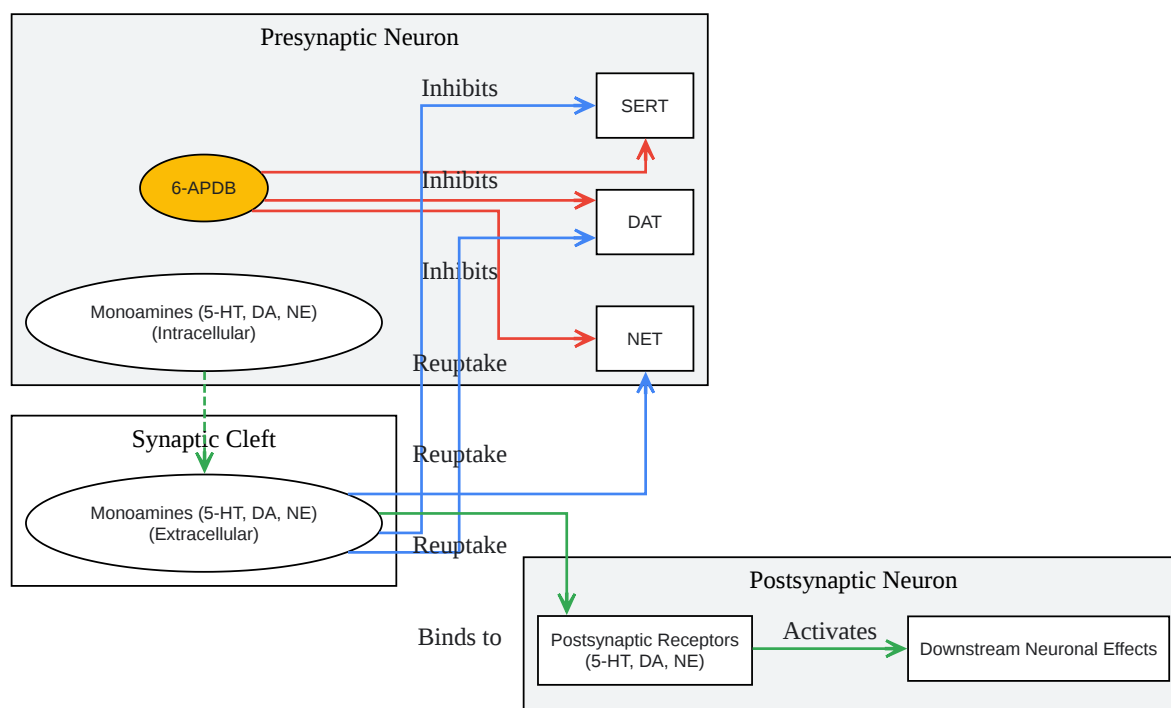 Presynaptic Neuron
Inhibits
SERT
6-APDB
Inhibits
DAT
Inhibits
Monoamines (5-HT, DA, NE)
(Intracellular)
NET
Reuptake
Synaptic Cleft
Reuptake
Monoamines (5-HT, DA, NE)
(Extracellular)
Reuptake
Postsynaptic Neuron
Binds to
Postsynaptic Receptors
(5-HT, DA, NE)
Activates
Downstream Neuronal Effects